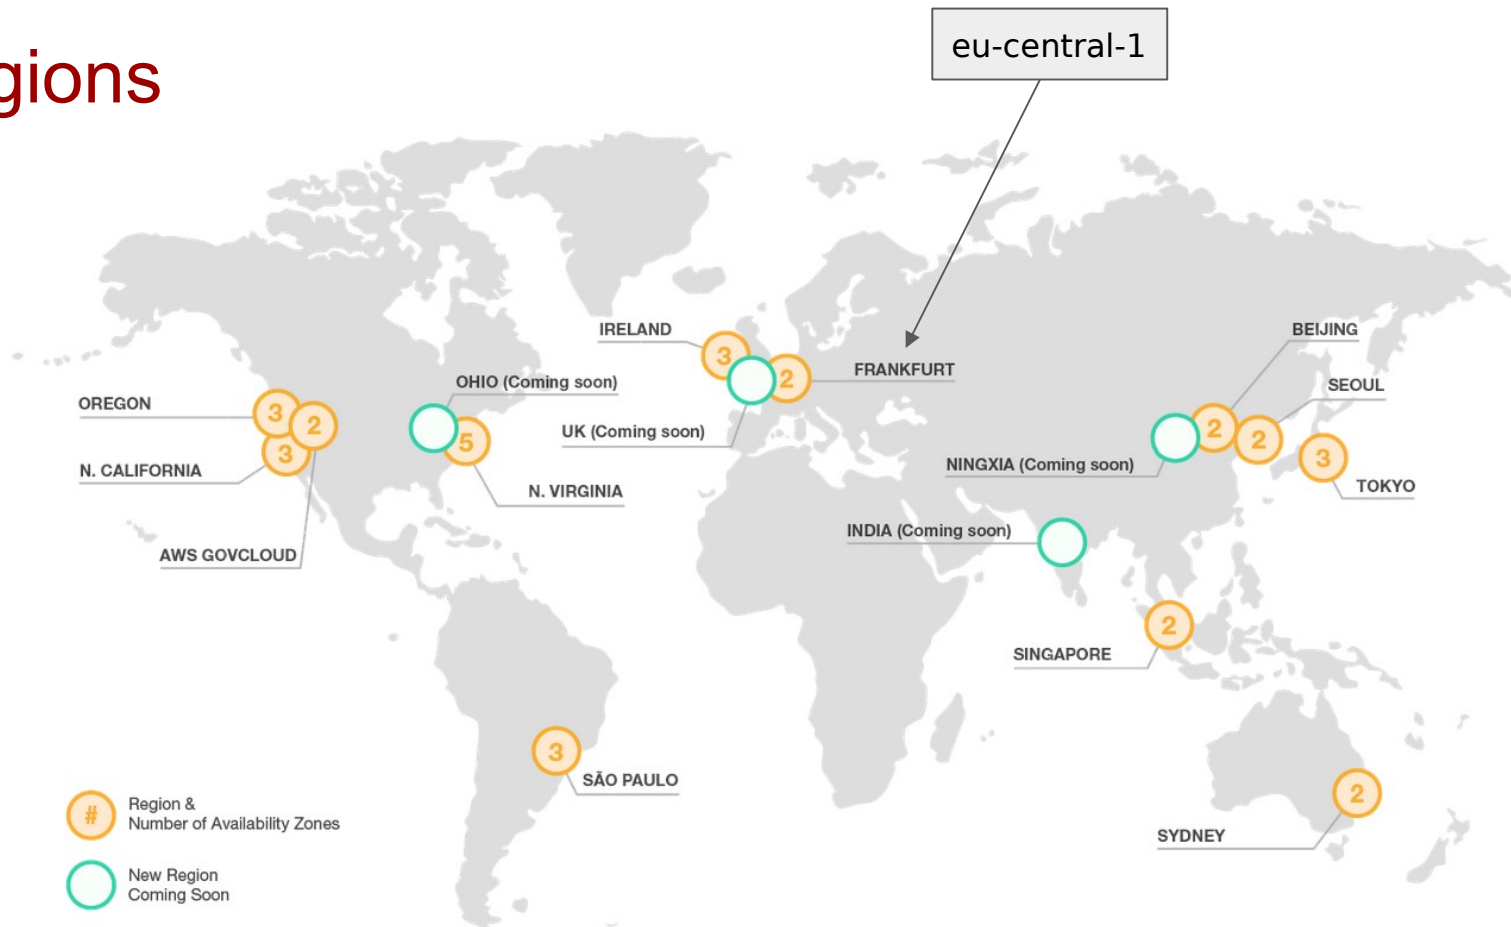 gions
eu-central-1
IRELAND
BEIJING
FRANKFURT
OHIO (Coming soon)
SEOUL
OREGON
3
2
5
3
2
2
2
3
UK (Coming soon)
3
N. CALIFORNIA
NINGXIA (Coming soon)
N. VIRGINIA
TOKYO
INDIA (Coming soon)
AWS GOVCLOUD
2
SINGAPORE
3
SÃO PAULO
2
#
Region &
Number of Availability Zones
SYDNEY
New Region
Coming Soon